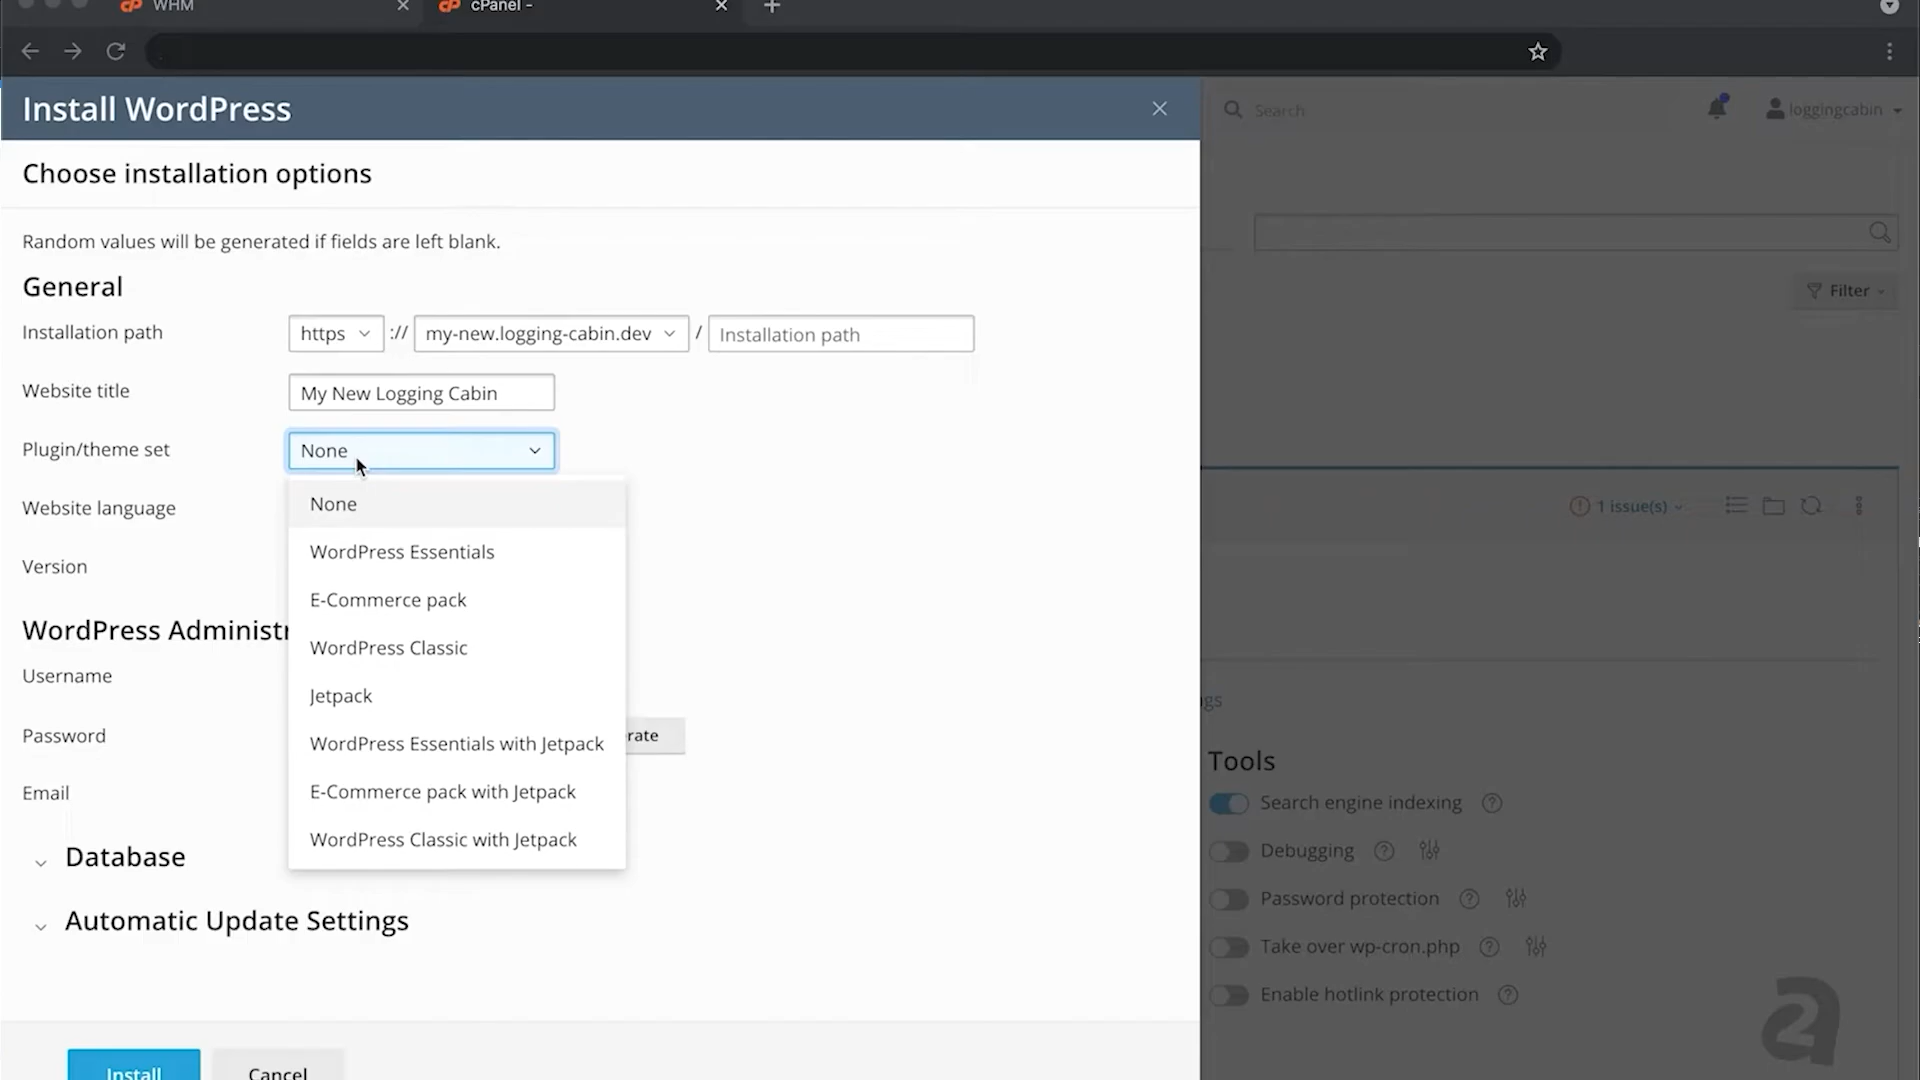 WHM
cPanel -
Install WordPress
Search
loggingcabin
Choose installation options
Random values will be generated if fields are left blank.
Filter
General
Installation path
https
://
my-new.logging-cabin.dev
/
Installation path
Website title
My New Logging Cabin
Plugin/theme set
None
None
Website language
1 issue(s)
WordPress Essentials
Version
E-Commerce pack
WordPress Administr
WordPress Classic
Username
Jetpack
gs
Password
WordPress Essentials with Jetpack
rate
Tools
Email
E-Commerce pack with Jetpack
Search engine indexing
WordPress Classic with Jetpack
Database
Debugging
Password protection
Automatic Update Settings
Take over wp-cron.php
Enable hotlink protection
a
Install
Cancel